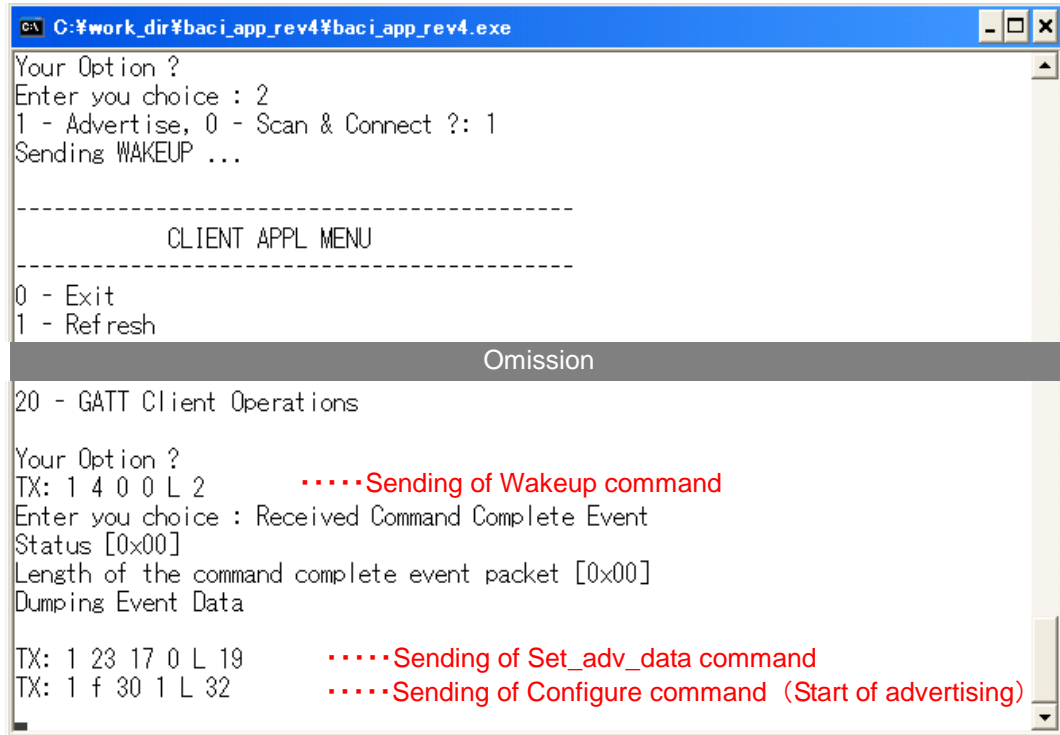 C:¥work_dir¥baci_app_rev4¥baci_app_rev4.exe
Your Option ?
Enter you choice : 2
1 - Advertise, 0 - Scan & Connect ?: 1
Sending WAKEUP ...
--------------------------------------------
CLIENT APPL MENU
--------------------------------------------
0 - Exit
1 - Refresh
Omission
20 - GATT Client Operations
Your Option ?
TX: 1 4 0 0 L 2 ・・・・・Sending of Wakeup command
Enter you choice : Received Command Complete Event
Status [0x00]
Length of the command complete event packet [0x00]
Dumping Event Data
TX: 1 23 17 0 L 19 ・・・・・Sending of Set_adv_data command
TX: 1 f 30 1 L 32 ・・・・・Sending of Configure command（Start of advertising）